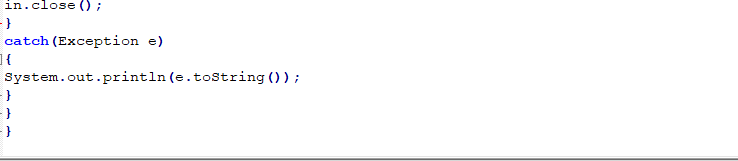 in.close();
}
catch(Exception e)
{
System.out.println(e.toString());
}
}
}